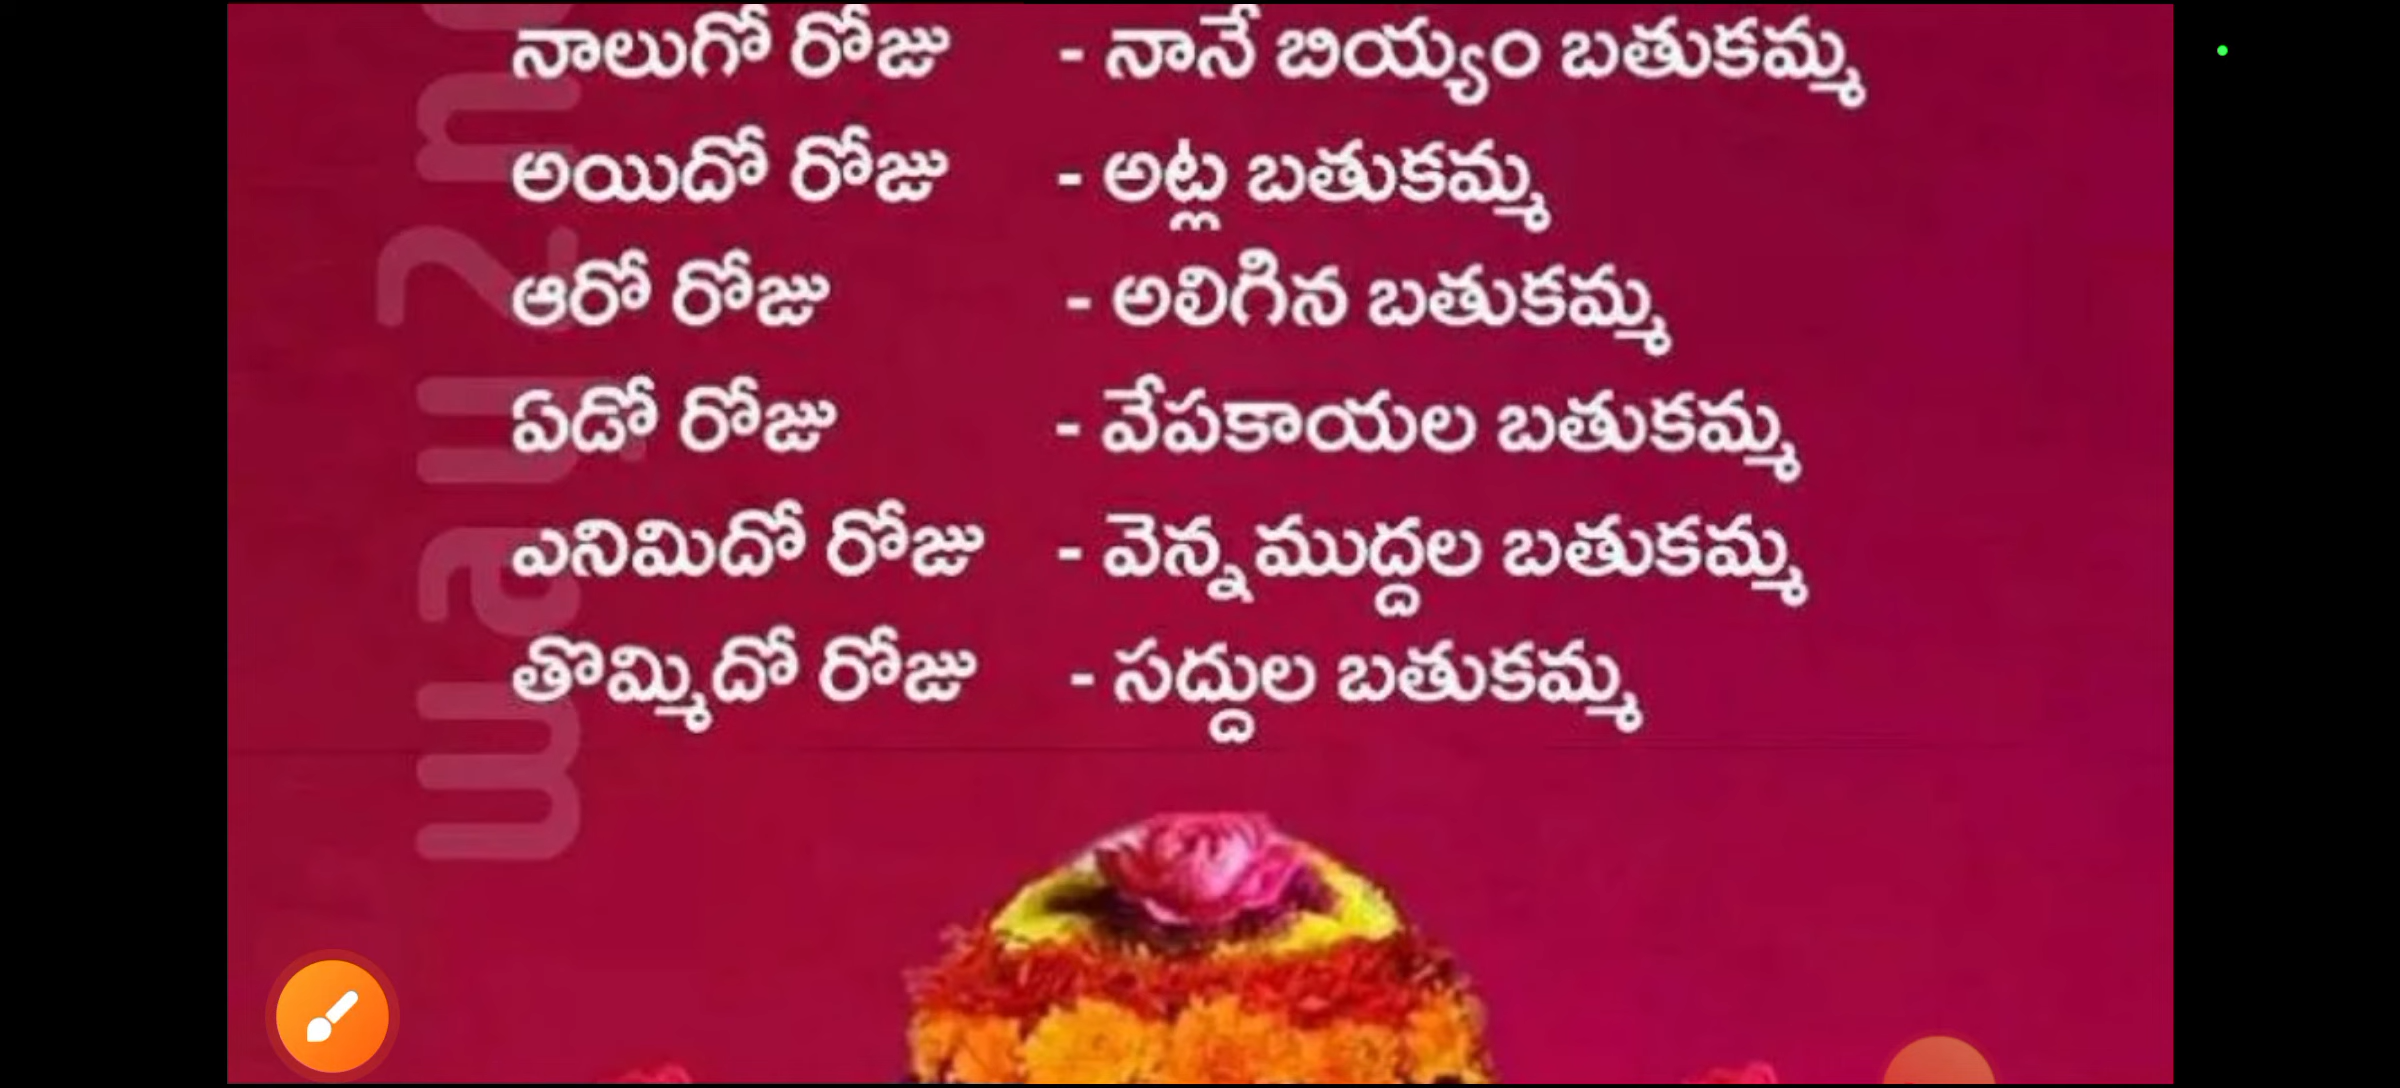 నాలుగో రోజు - నానే బియ్యం బతుకమ్మ
అయిదో రోజు - అట్ల బతుకమ్మ
ఆరో రోజు - అలిగిన బతుకమ్మ
ఏడో రోజు - వేపకాయల బతుకమ్మ
ఎనిమిదో రోజు - వెన్నముద్దల బతుకమ్మ
తొమ్మిదో రోజు - సద్దుల బతుకమ్మ